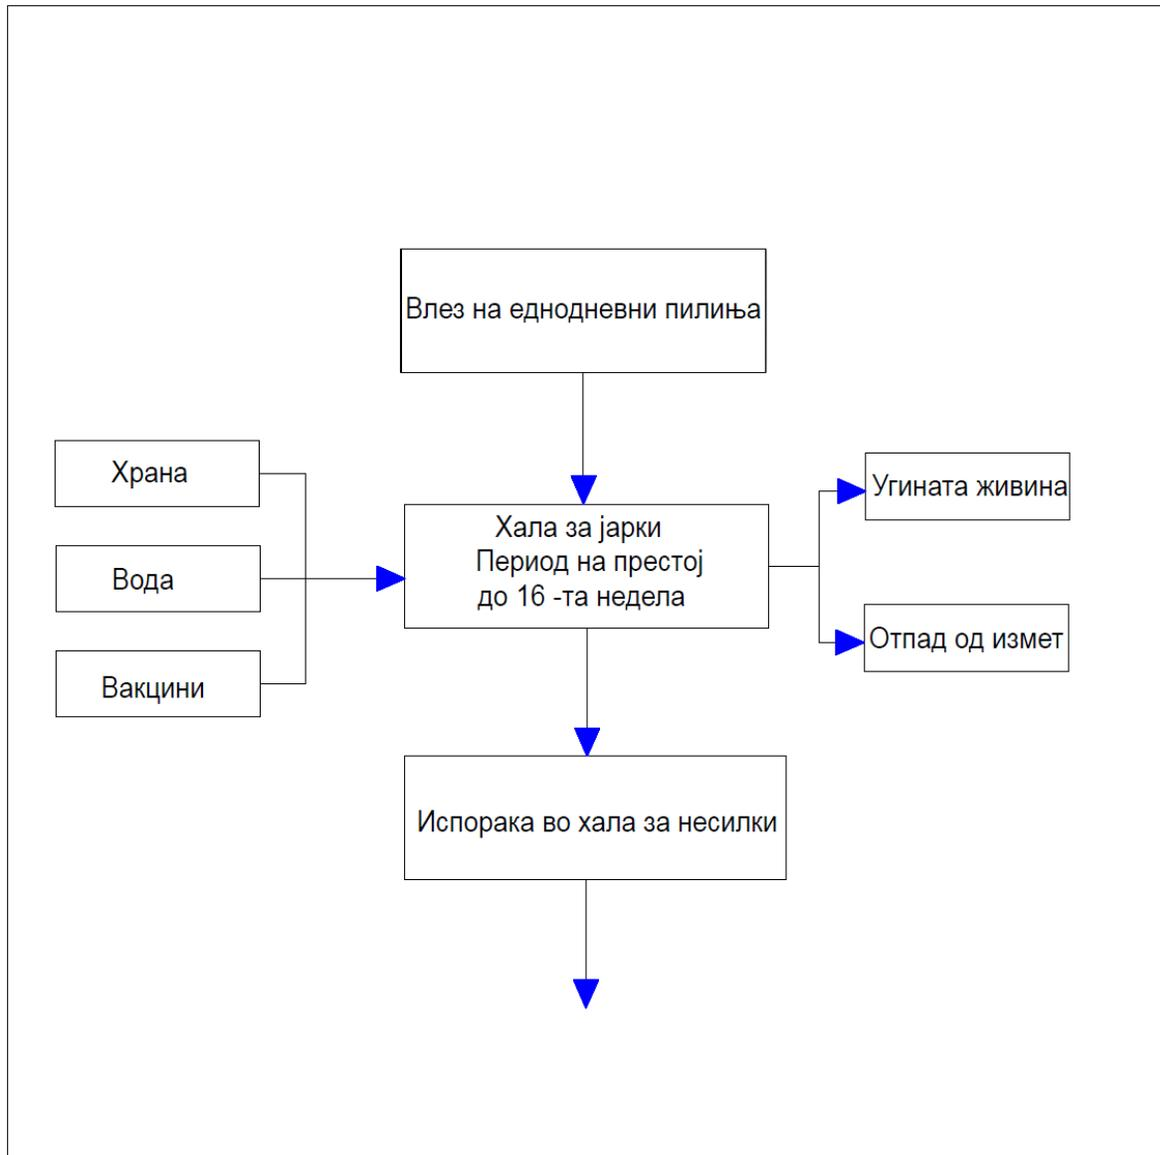 Влез на еднодневни пилиња
Храна
Вода
Вакцини
Хала за јарки
Период на престој
до 16 -та недела
Угината живина
Отпад од измет
Испорака во хала за несилки